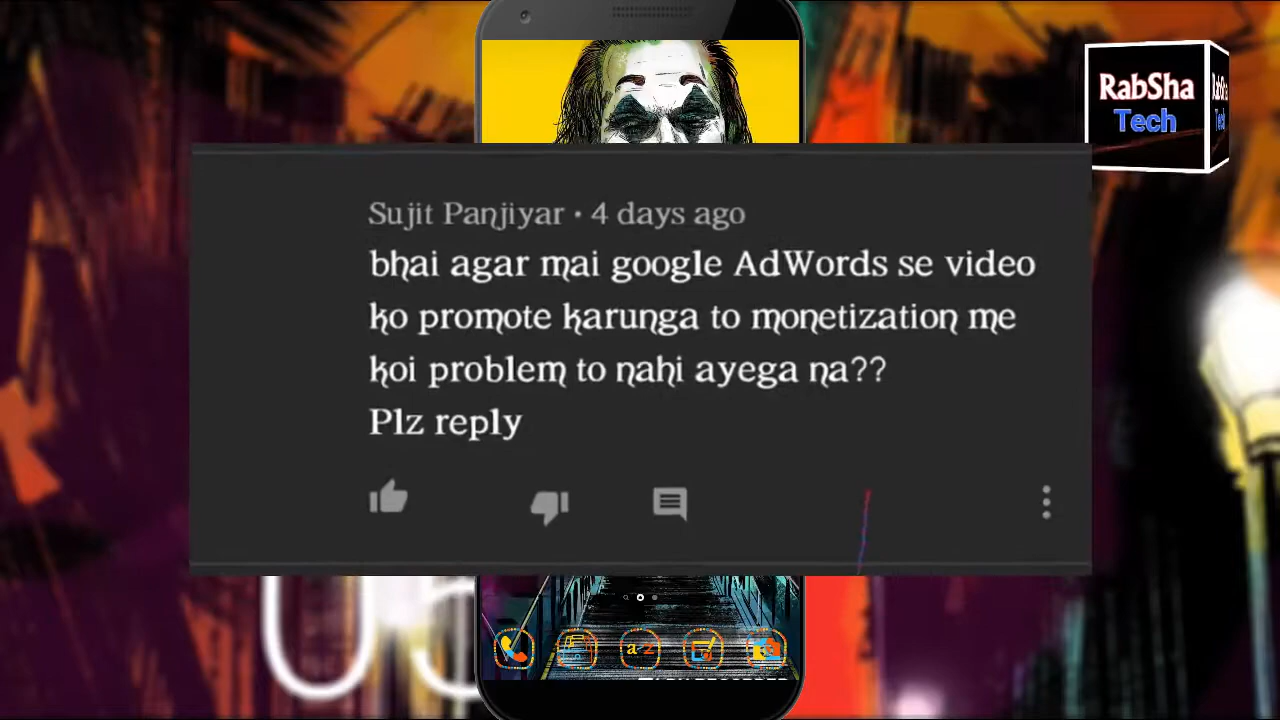 RabSha
Tech
Sujit Panjiyar • 4 days ago
bhai agar mai google AdWords se video
ko promote karunga to monetization me
koi problem to nahi ayega na??
Plz reply
a-z